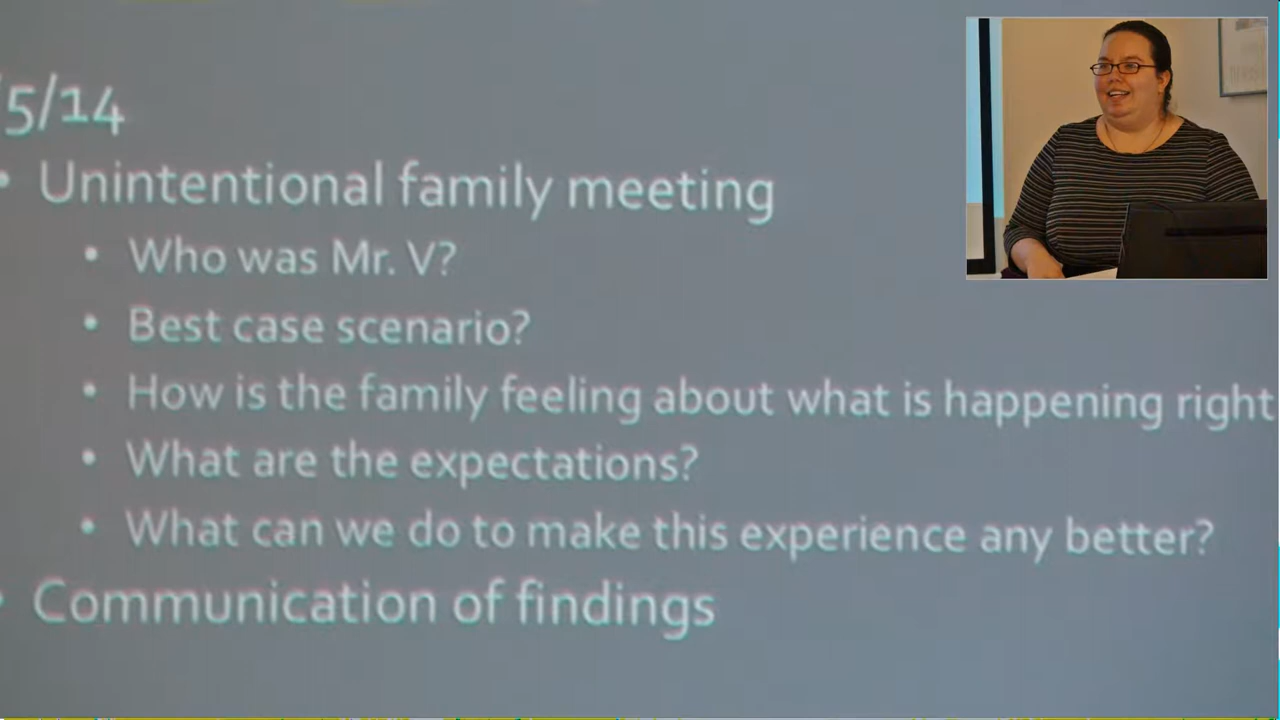 /5/14
• Unintentional family meeting
• Who was Mr. V?
• Best case scenario?
• How is the family feeling about what is happening right
• What are the expectations?
• What can we do to make this experience any better?
• Communication of findings